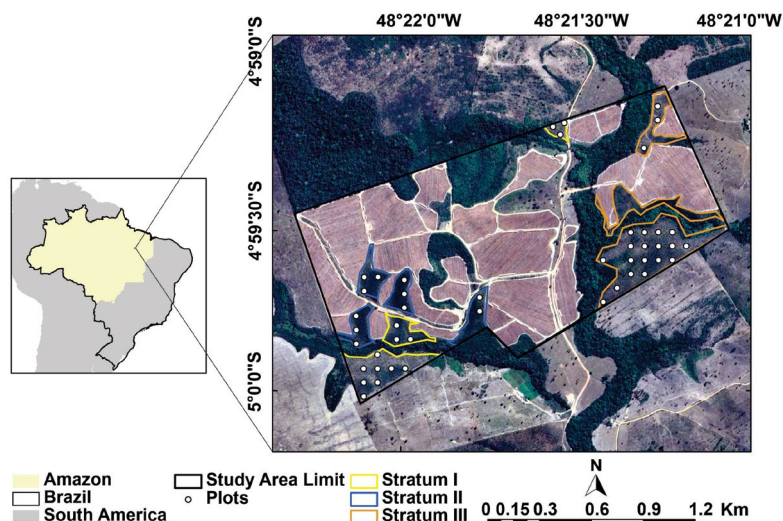 48°22'0"W 48°21'30"W 48°21'0"W
4°59'0"S
4°59'30"S
5°0'0"S
Amazon
Brazil
South America
Study Area Limit
Plots
Stratum I
Stratum II
Stratum III
N
0 0.15 0.3 0.6 0.9 1.2 Km